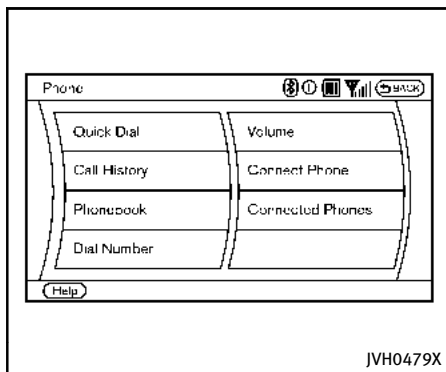 Phone BACK
Quick Dial Volume
Call History Connect Phone
Phonebook Connected Phones
Dial Number
Help
JVH0479X